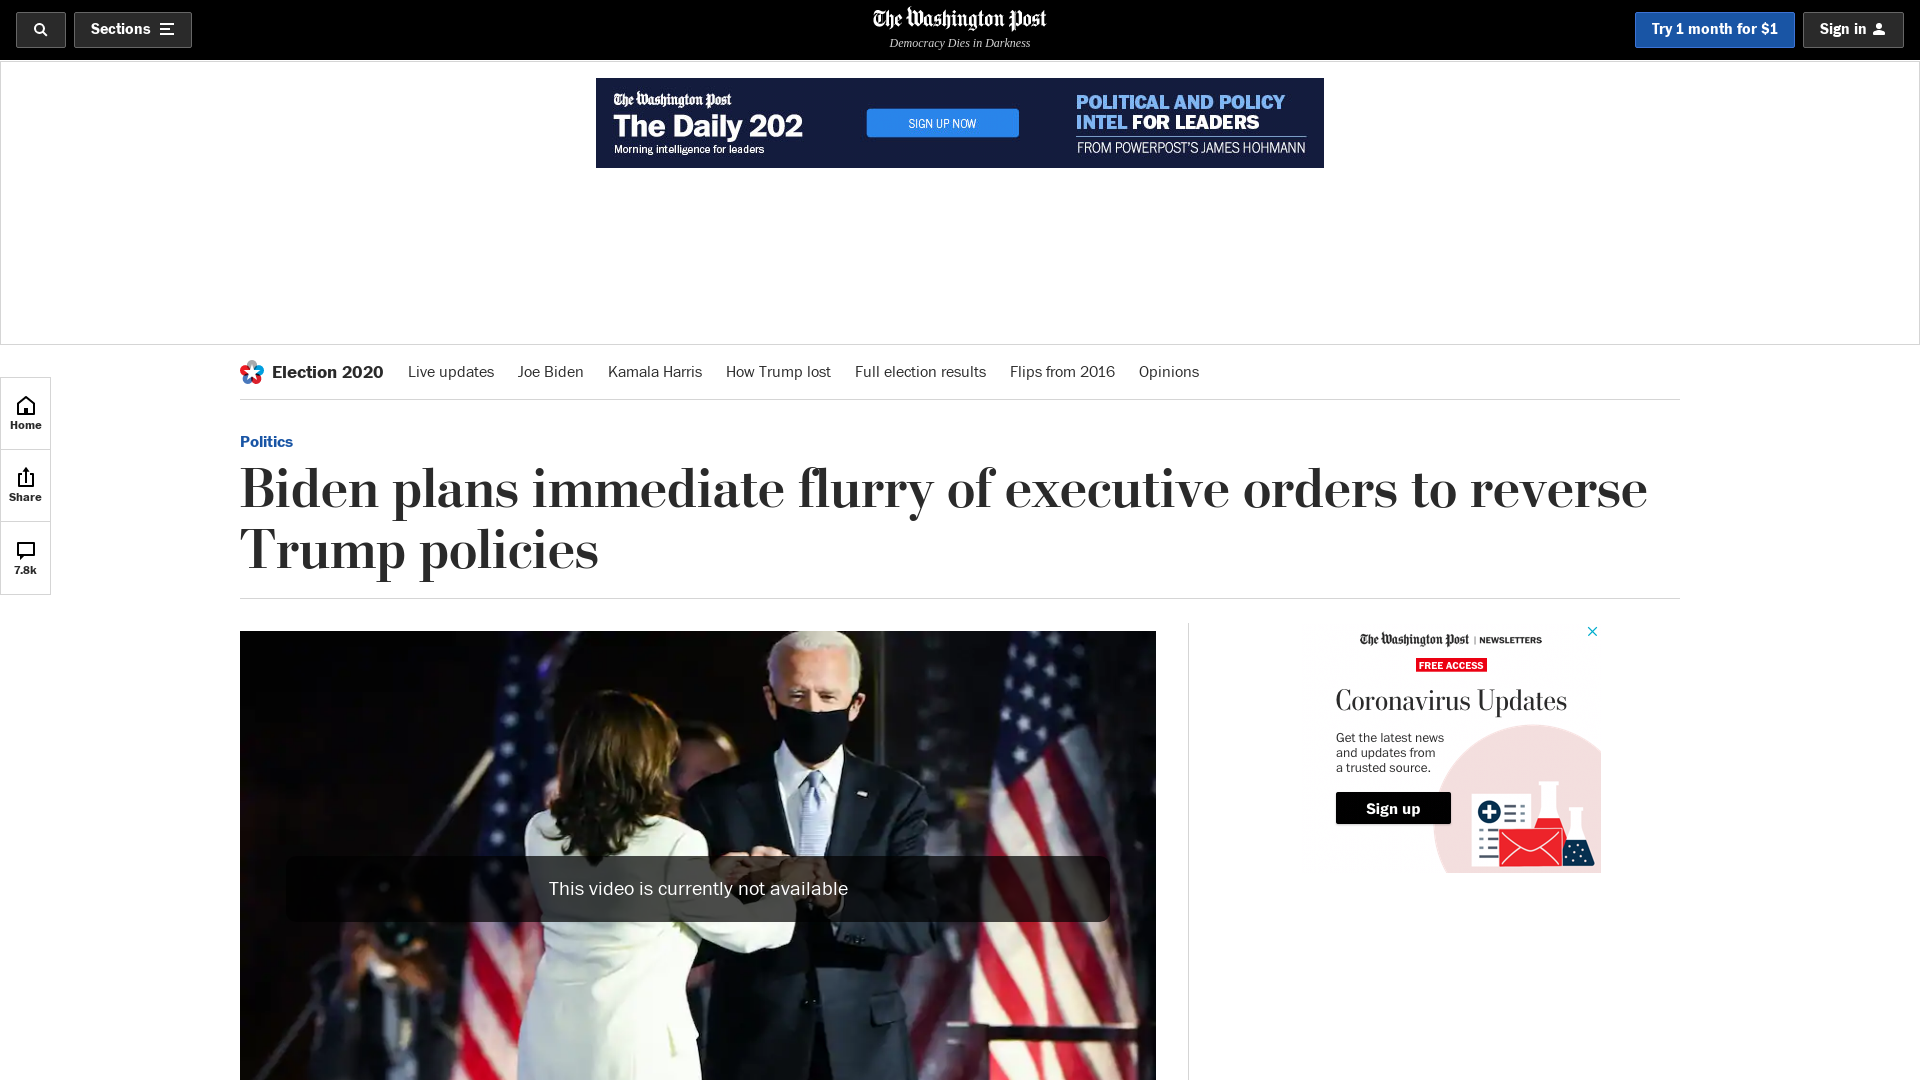 Sections
The Washington Post
Democracy Dies in Darkness
Try 1 month for $1
Sign in
The Washington Post
The Daily 202
Morning intelligence for leaders
SIGN UP NOW
POLITICAL AND POLICY
INTEL FOR LEADERS
FROM POWERPOST'S JAMES HOHMANN
Home
Share
7.8k
Election 2020
Live updates
Joe Biden
Kamala Harris
How Trump lost
Full election results
Flips from 2016
Opinions
Politics
Biden plans immediate flurry of executive orders to reverse
Trump policies
This video is currently not available
The Washington Post | NEWSLETTERS
FREE ACCESS
Coronavirus Updates
Get the latest news
and updates from
a trusted source.
Sign up